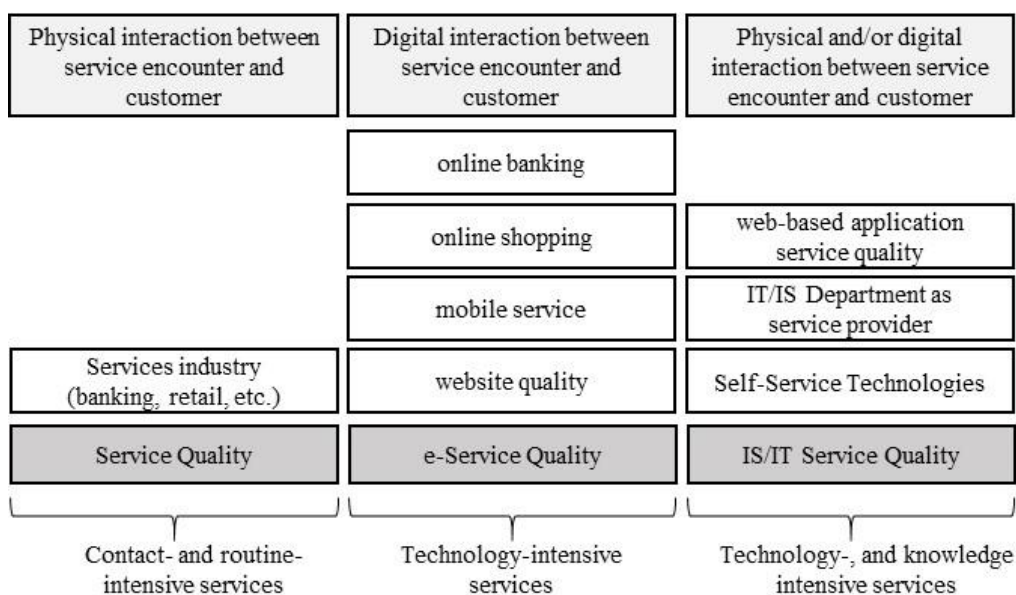 Physical interaction between
service encounter and
customer
Digital interaction between
service encounter and
customer
Physical and/or digital
interaction between service
encounter and customer
online banking
online shopping
web-based application
service quality
mobile service
IT/IS Department as
service provider
Services industry
(banking, retail, etc.)
website quality
Self-Service Technologies
Service Quality
e-Service Quality
IS/IT Service Quality
Contact- and routine-
intensive services
Technology-intensive
services
Technology-, and knowledge
intensive services